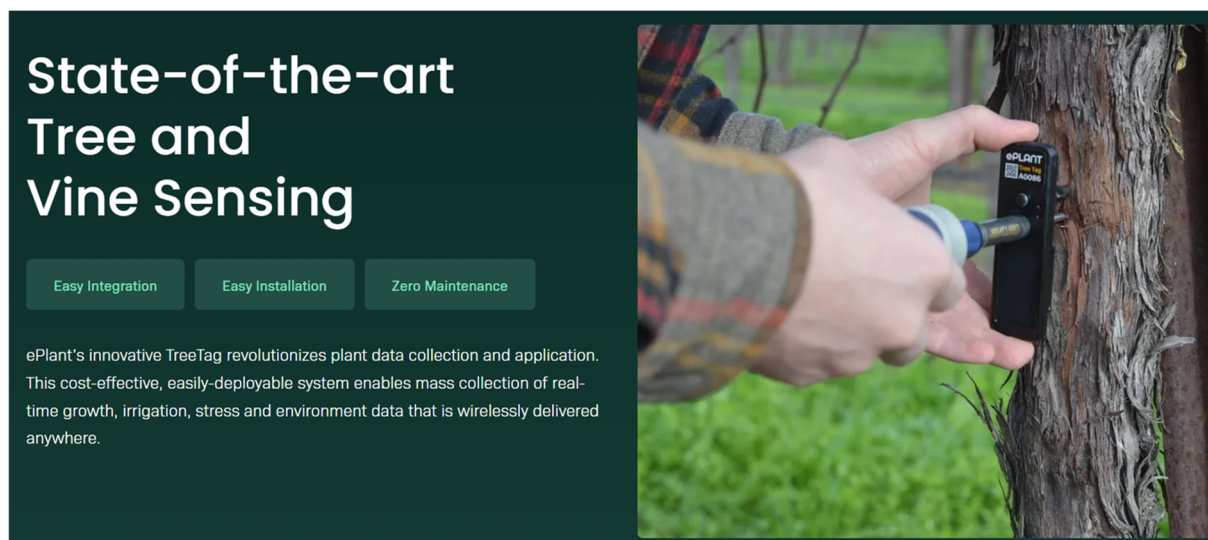 State-of-the-art
Tree and
Vine Sensing
Easy Integration
Easy Installation
Zero Maintenance
ePlant's innovative TreeTag revolutionizes plant data collection and application.
This cost-effective, easily-deployable system enables mass collection of real-
time growth, irrigation, stress and environment data that is wirelessly delivered
anywhere.
ePLANT
Tree Tag
A0086